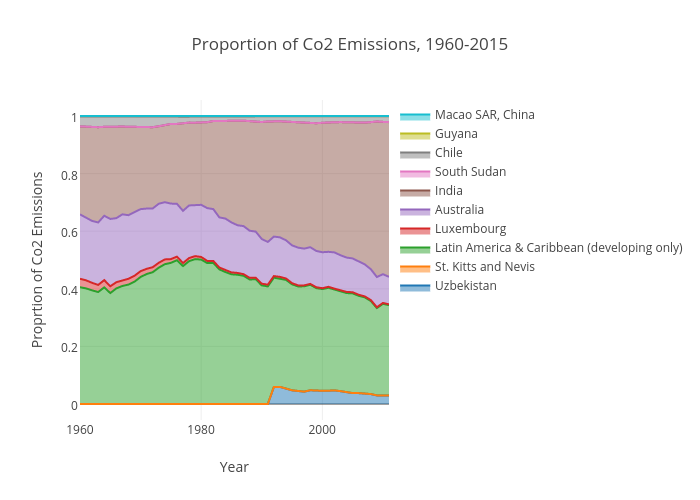 Proportion of Co2 Emissions, 1960-2015
Proprtion of Co2 Emissions
1
0.8
0.6
0.4
0.2
0
1960
1980
2000
Year
Macao SAR, China
Guyana
Chile
South Sudan
India
Australia
Luxembourg
Latin America & Caribbean (developing only)
St. Kitts and Nevis
Uzbekistan